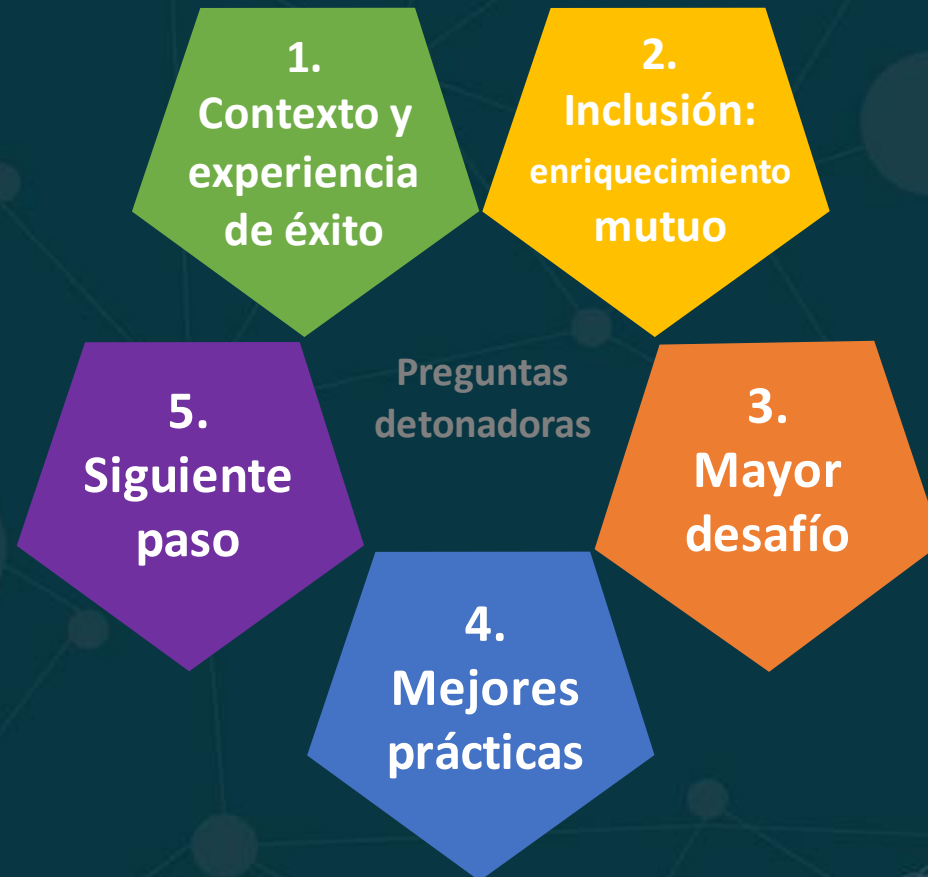 1.
Contexto y
experiencia
de éxito
2.
Inclusión:
enriquecimiento
mutuo
Preguntas
detonadoras
3.
Mayor
desafío
4.
Mejores
prácticas
5.
Siguiente
paso